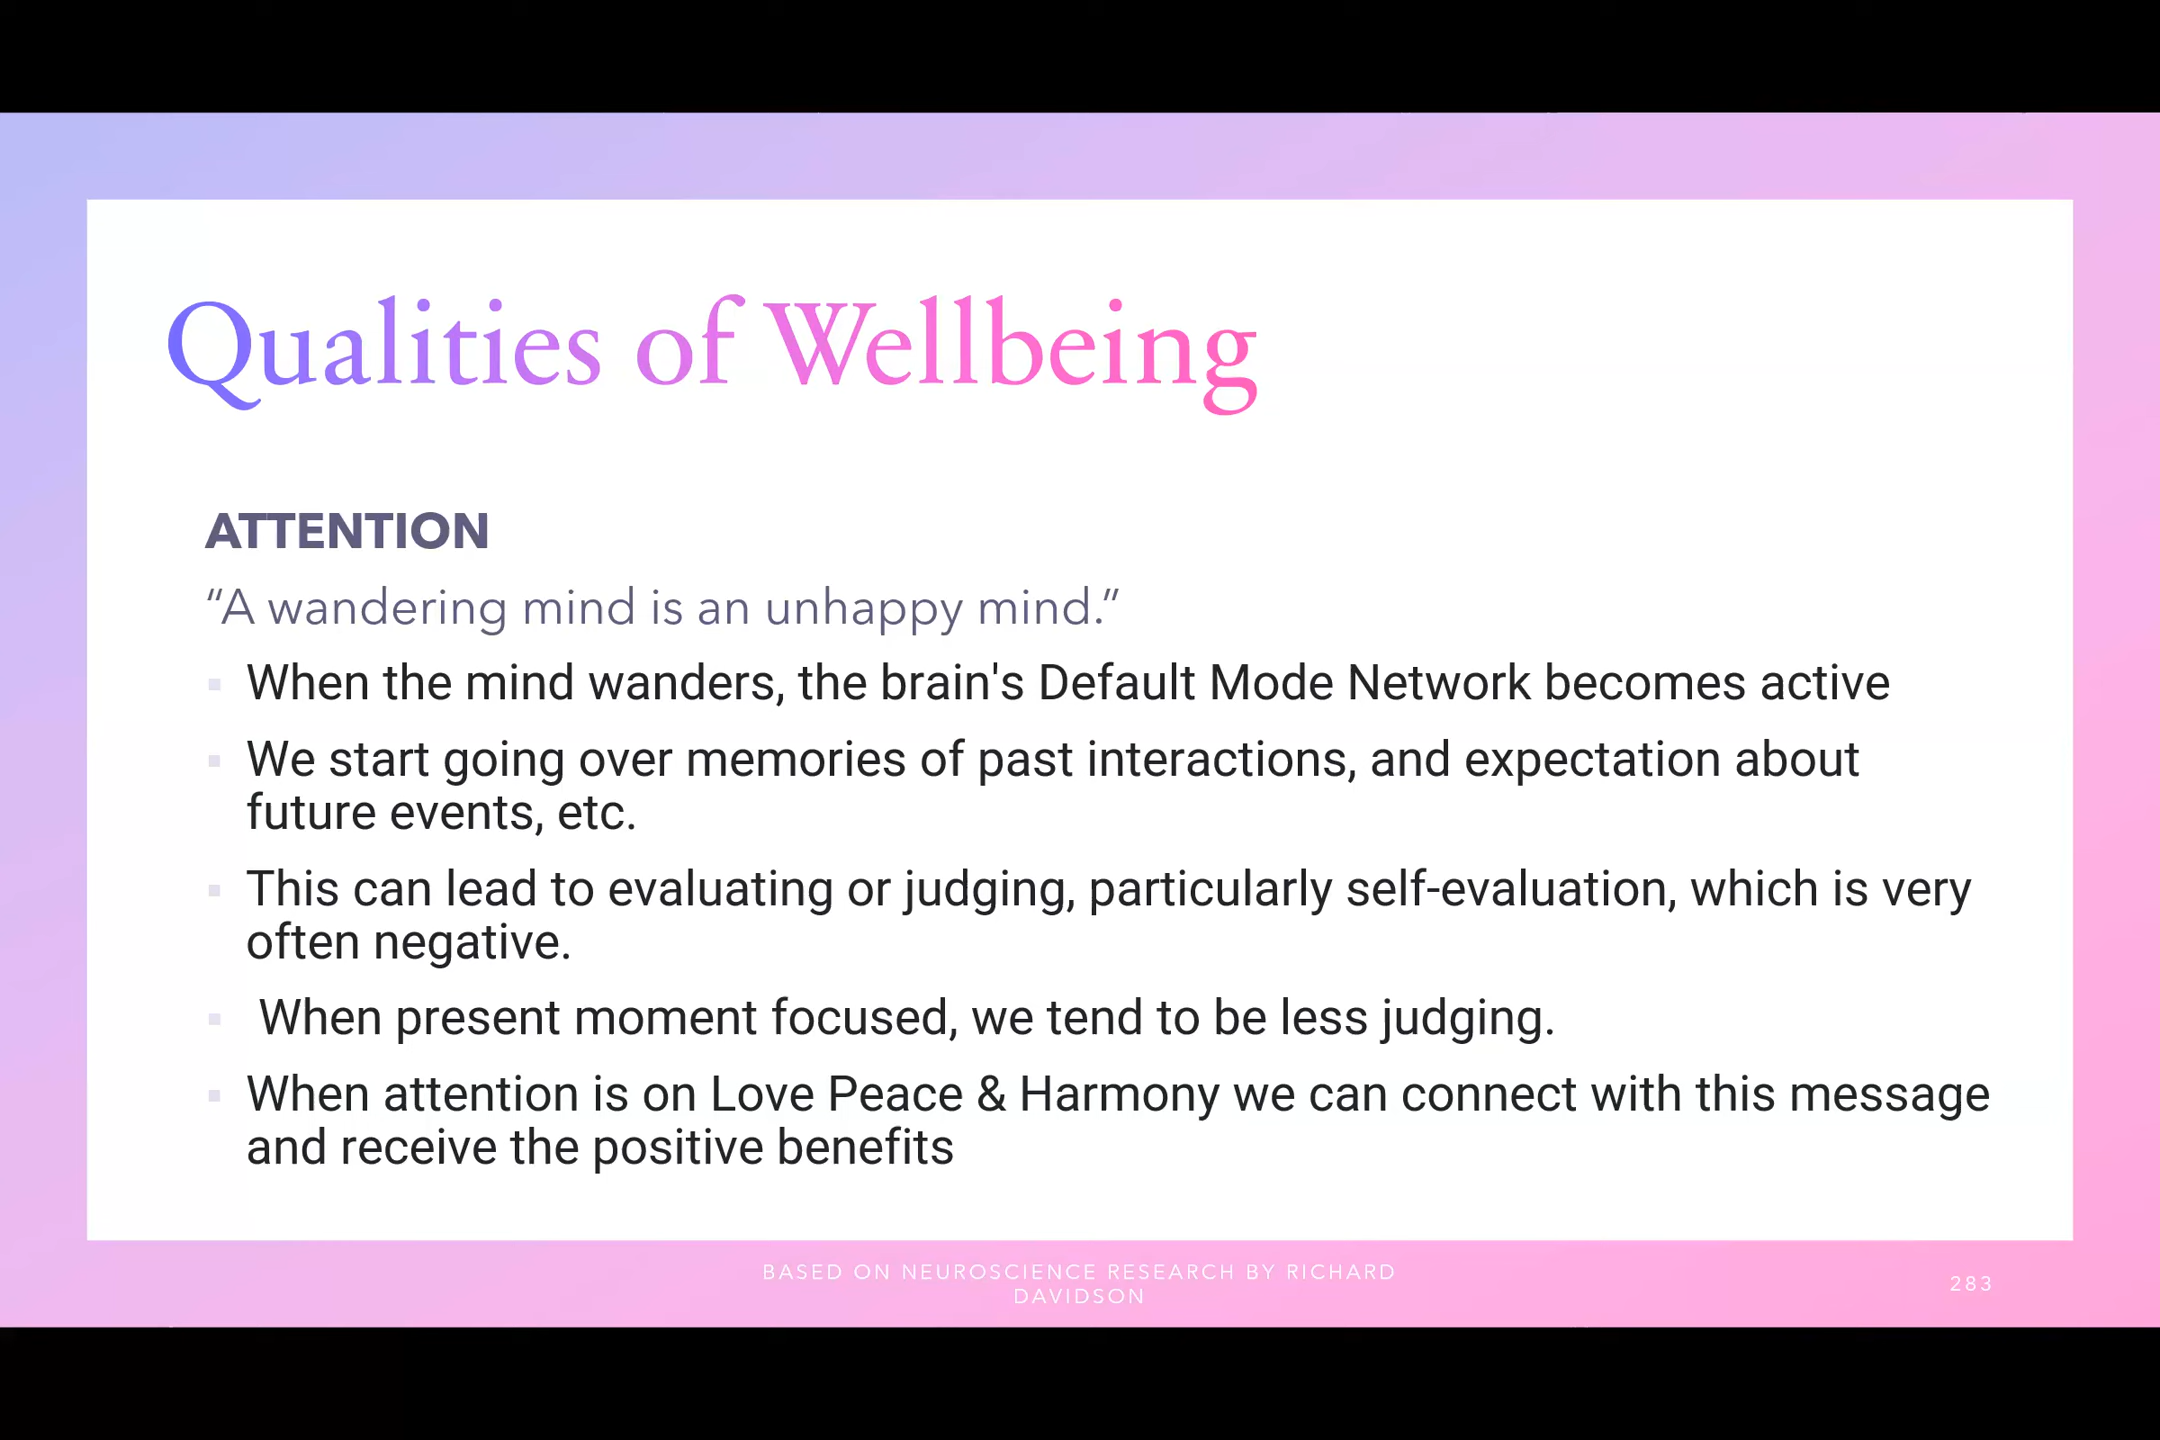 Qualities of Wellbeing
ATTENTION
“A wandering mind is an unhappy mind.”
▪ When the mind wanders, the brain's Default Mode Network becomes active
▪ We start going over memories of past interactions, and expectation about
future events, etc.
▪ This can lead to evaluating or judging, particularly self-evaluation, which is very
often negative.
▪ When present moment focused, we tend to be less judging.
▪ When attention is on Love Peace & Harmony we can connect with this message
and receive the positive benefits
BASED ON NEUROSCIENCE RESEARCH BY RICHARD
DAVIDSON
283